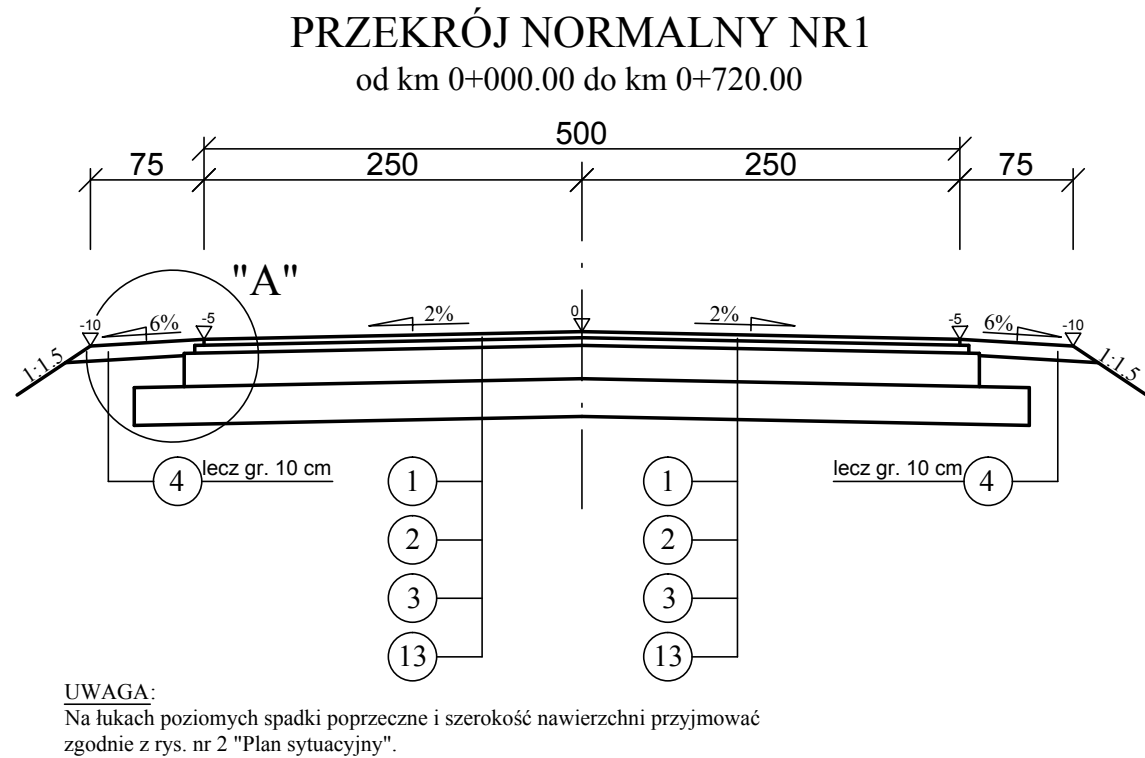 PRZEKRÓJ NORMALNY NR1
od km 0+000.00 do km 0+720.00
500
75 250 250 75
"A"
-10 6% -5 2% 0 2% -5 6% -10
1:1.5 1:1.5
4 lecz gr. 10 cm 1 1 lecz gr. 10 cm 4
2 2
3 3
13 13
UWAGA:
Na łukach poziomych spadki poprzeczne i szerokość nawierzchni przyjmować
zgodnie z rys. nr 2 "Plan sytuacyjny".